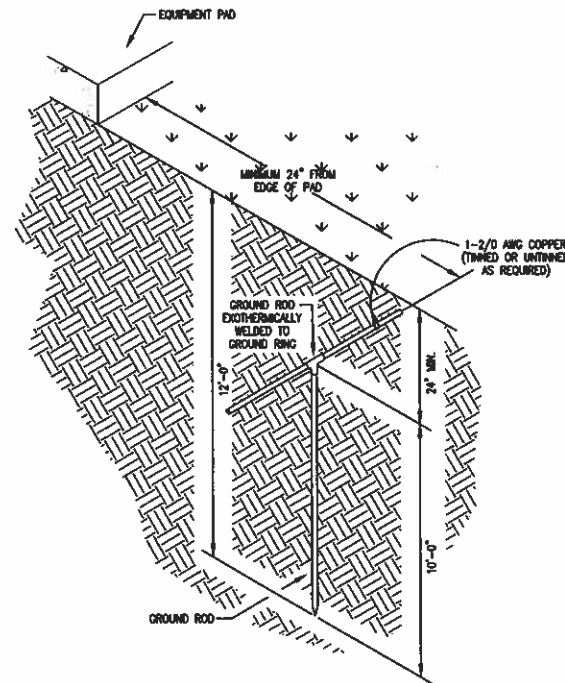 EQUIPMENT PAD
MINIMUM 24" FROM
EDGE OF PAD
1-2/0 AWG COPPER
(TINNED OR UNTINNED
AS REQUIRED)
GROUND ROD
EXOTHERMICALLY
WELDED TO
GROUND RING
12'-0"
24" MIN.
10'-0"
GROUND ROD